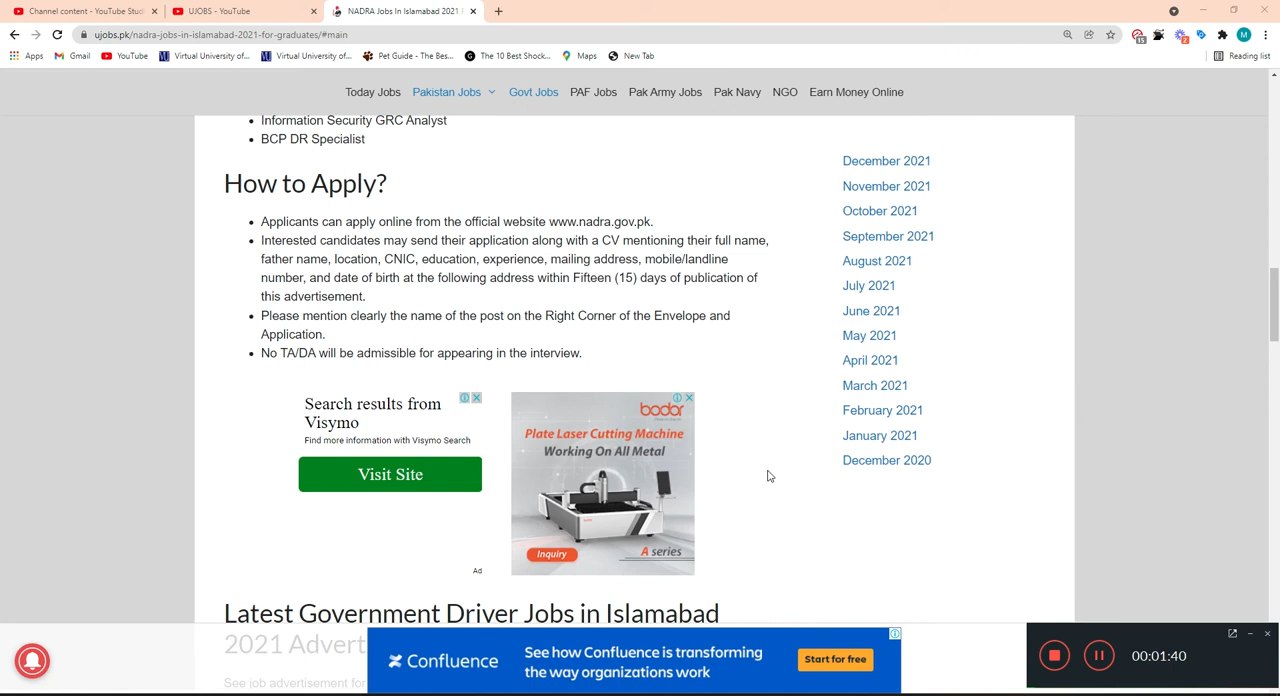 Channel content - YouTube Stud
UJOBS - YouTube
NADRA Jobs In Islamabad 2021
ujobs.pk/nadra-jobs-in-islamabad-2021-for-graduates/#main
15
2
M
Apps
Gmail
YouTube
Virtual University of...
Virtual University of...
Pet Guide - The Bes...
The 10 Best Shock...
Maps
New Tab
Reading list
Today Jobs
Pakistan Jobs
Govt Jobs
PAF Jobs
Pak Army Jobs
Pak Navy
NGO
Earn Money Online
• Information Security GRC Analyst
• BCP DR Specialist
How to Apply?
• Applicants can apply online from the official website www.nadra.gov.pk.
• Interested candidates may send their application along with a CV mentioning their full name,
father name, location, CNIC, education, experience, mailing address, mobile/landline
number, and date of birth at the following address within Fifteen (15) days of publication of
this advertisement.
• Please mention clearly the name of the post on the Right Corner of the Envelope and
Application.
• No TA/DA will be admissible for appearing in the interview.
December 2021
November 2021
October 2021
September 2021
August 2021
July 2021
June 2021
May 2021
April 2021
March 2021
February 2021
January 2021
December 2020
Search results from
Visymo
Find more information with Visymo Search
Visit Site
Ad
bodor
Plate Laser Cutting Machine
Working On All Metal
Inquiry
A series
Latest Government Driver Jobs in Islamabad
2021 Advert
See job advertisement for
Confluence
See how Confluence is transforming
the way organizations work
Start for free
00:01:40